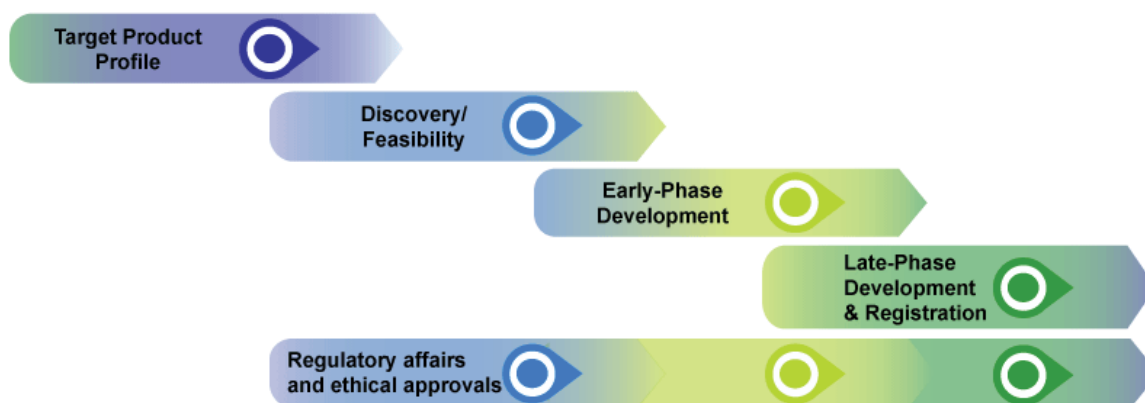 Target Product
Profile
Discovery/
Feasibility
Early-Phase
Development
Late-Phase
Development
& Registration
Regulatory affairs
and ethical approvals